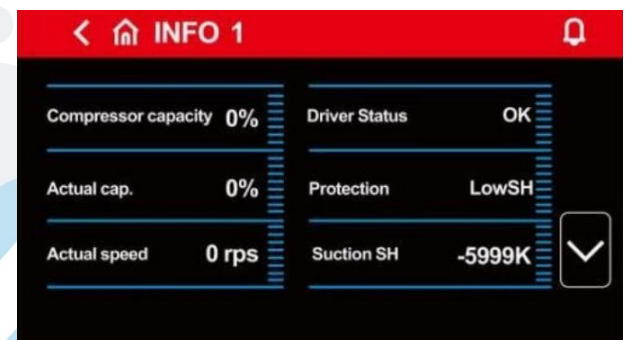 INFO 1
Compressor capacity 0%
Driver Status OK
Actual cap. 0%
Protection LowSH
Actual speed 0 rps
Suction SH -5999K